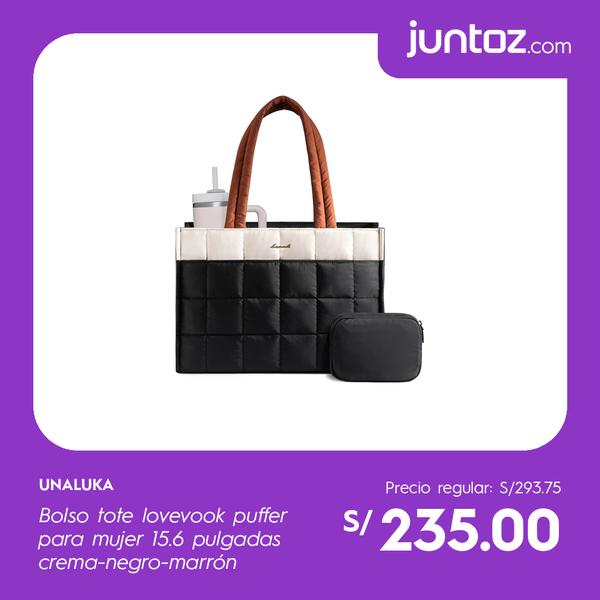 juntoz.com
UNALUKA
Bolso tote lovevook puffer
para mujer 15.6 pulgadas
crema-negro-marrón
Precio regular: S/293.75
S/ 235.00